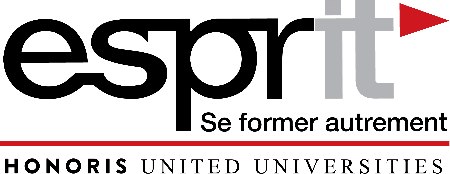 esprit
Se former autrement
HONORIS UNITED UNIVERSITIES